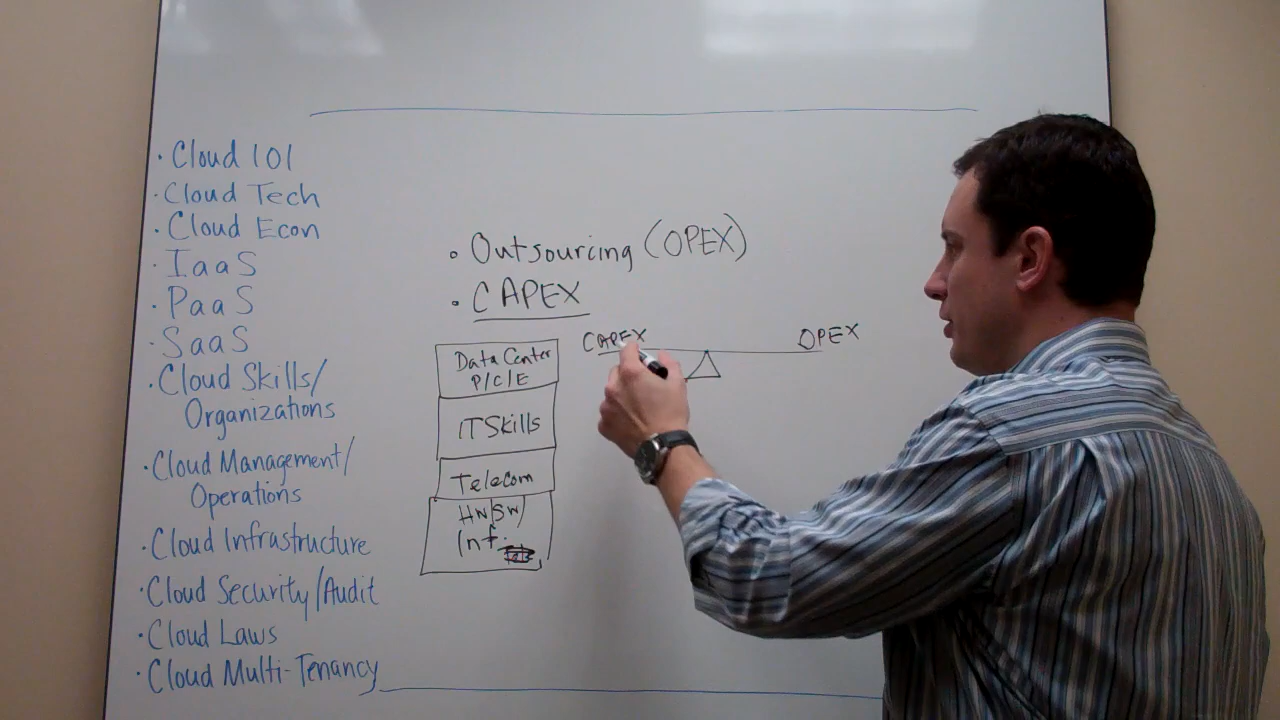 · Cloud 101
· Cloud Tech
· Cloud Econ
· IaaS
· PaaS
· SaaS
· Cloud Skills/
Organizations
· Cloud Management/
Operations
· Cloud Infrastructure
· Cloud Security/Audit
· Cloud Laws
· Cloud Multi-Tenancy
• Outsourcing (OPEX)
• CAPEX
Data Center
P/C/E
IT Skills
Telecom
HW/SW/
Inf.
CAPEX
OPEX